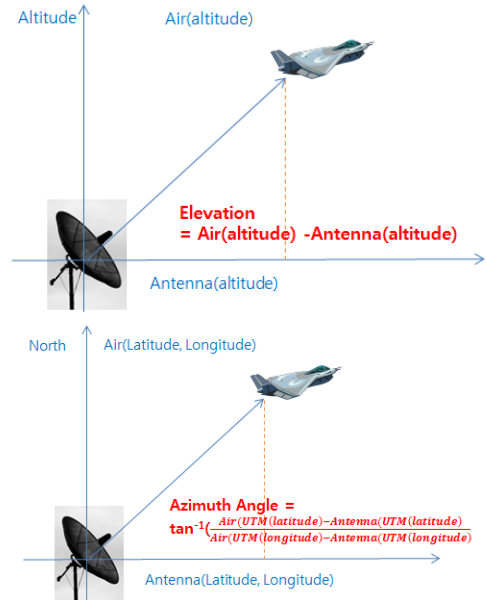 Altitude
Air(altitude)
Elevation
= Air(altitude) -Antenna(altitude)
Antenna(altitude)
North
Air(Latitude, Longitude)
Azimuth Angle =
tan-1(Air(UTM(latitude)-Antenna(UTM(latitude)
Air(UTM(longitude)-Antenna(UTM(longitude)
Antenna(Latitude, Longitude)